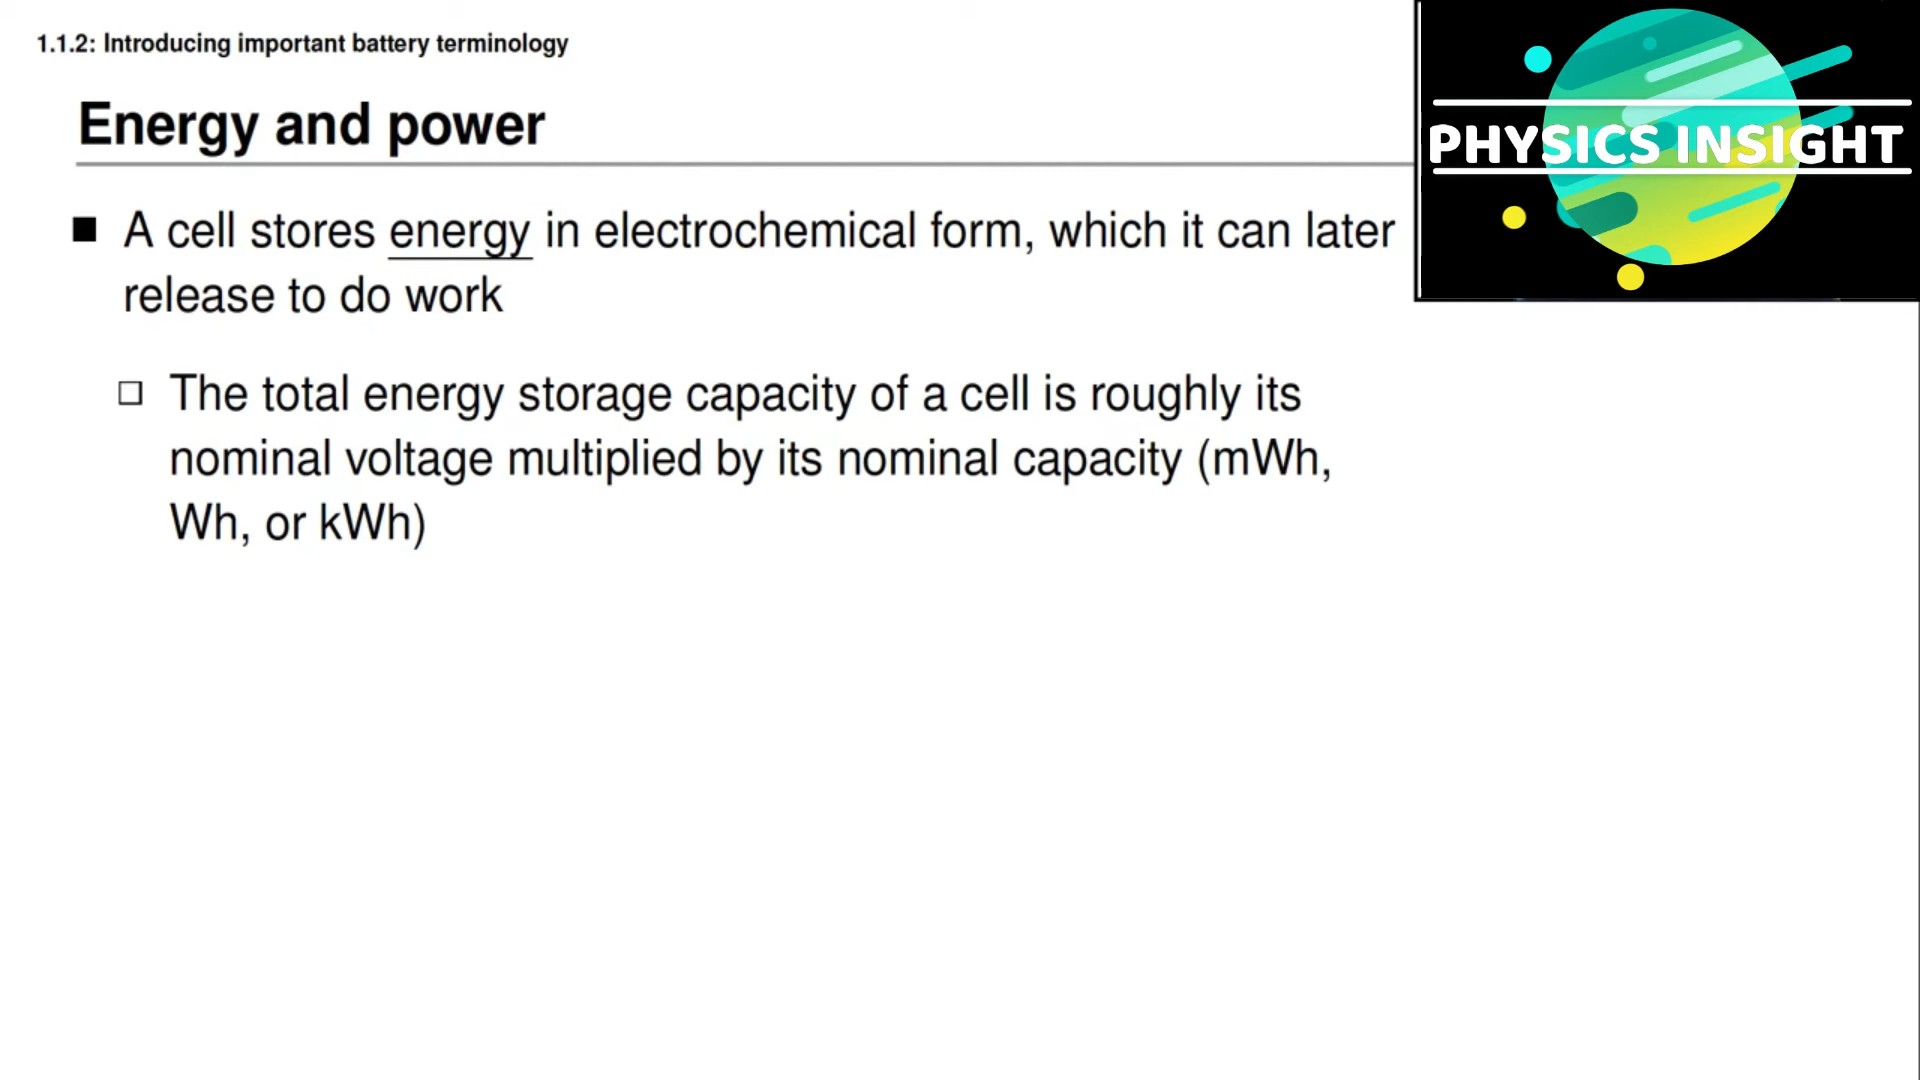 1.1.2: Introducing important battery terminology
PHYSICS INSIGHT
Energy and power
A cell stores energy in electrochemical form, which it can later
release to do work
The total energy storage capacity of a cell is roughly its
nominal voltage multiplied by its nominal capacity (mWh,
Wh, or kWh)